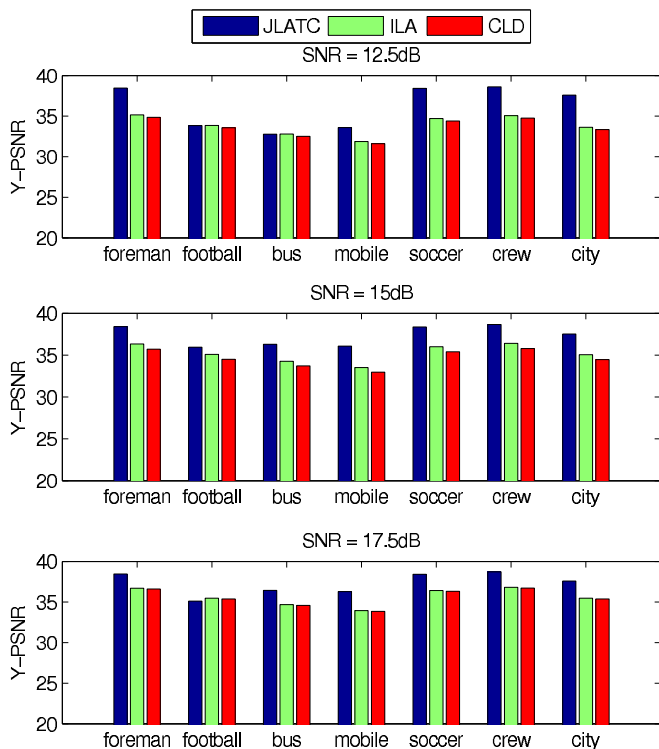 JLATC ILA CLD
SNR = 12.5dB
40
35
30
25
20
Y−PSNR
foreman football bus mobile soccer crew city
SNR = 15dB
40
35
30
25
20
Y−PSNR
foreman football bus mobile soccer crew city
SNR = 17.5dB
40
35
30
25
20
Y−PSNR
foreman football bus mobile soccer crew city